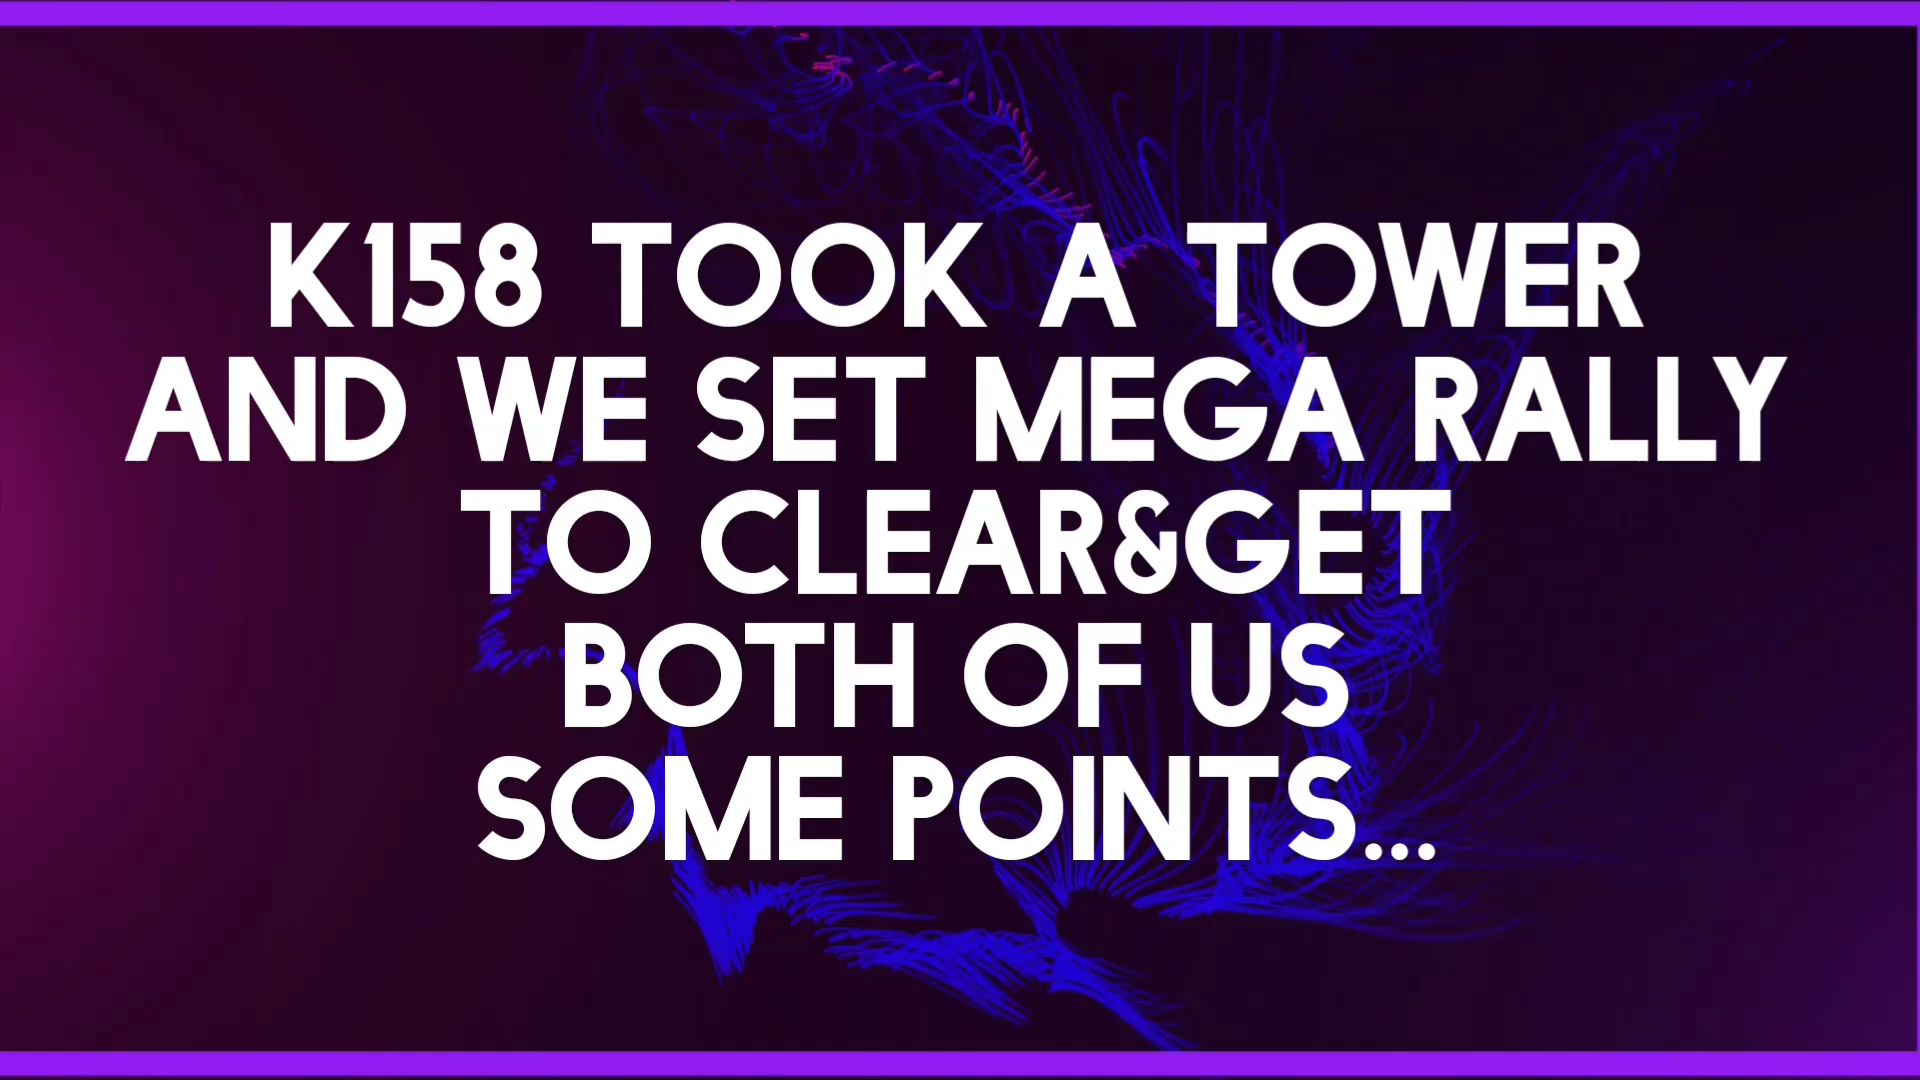 K158 TOOK A TOWER
AND WE SET MEGA RALLY
TO CLEAR&GET
BOTH OF US
SOME POINTS...